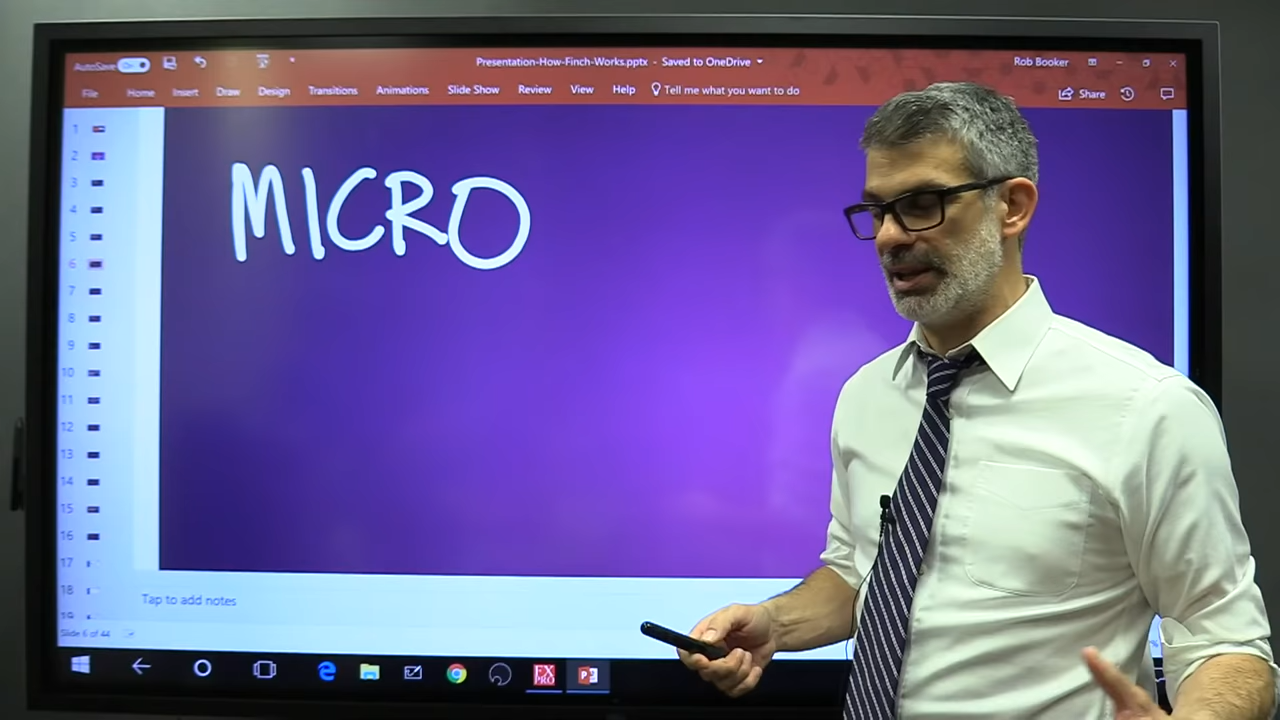 AutoSave On
Presentation-How-Finch-Works.pptx - Saved to OneDrive
Rob Booker
File Home Insert Draw Design Transitions Animations Slide Show Review View Help Tell me what you want to do
Share
1
2
3
4
5
6
7
8
9
10
11
12
13
14
15
16
17
18
19
MICRO
Tap to add notes
Slide 6 of 44
FX
PRO